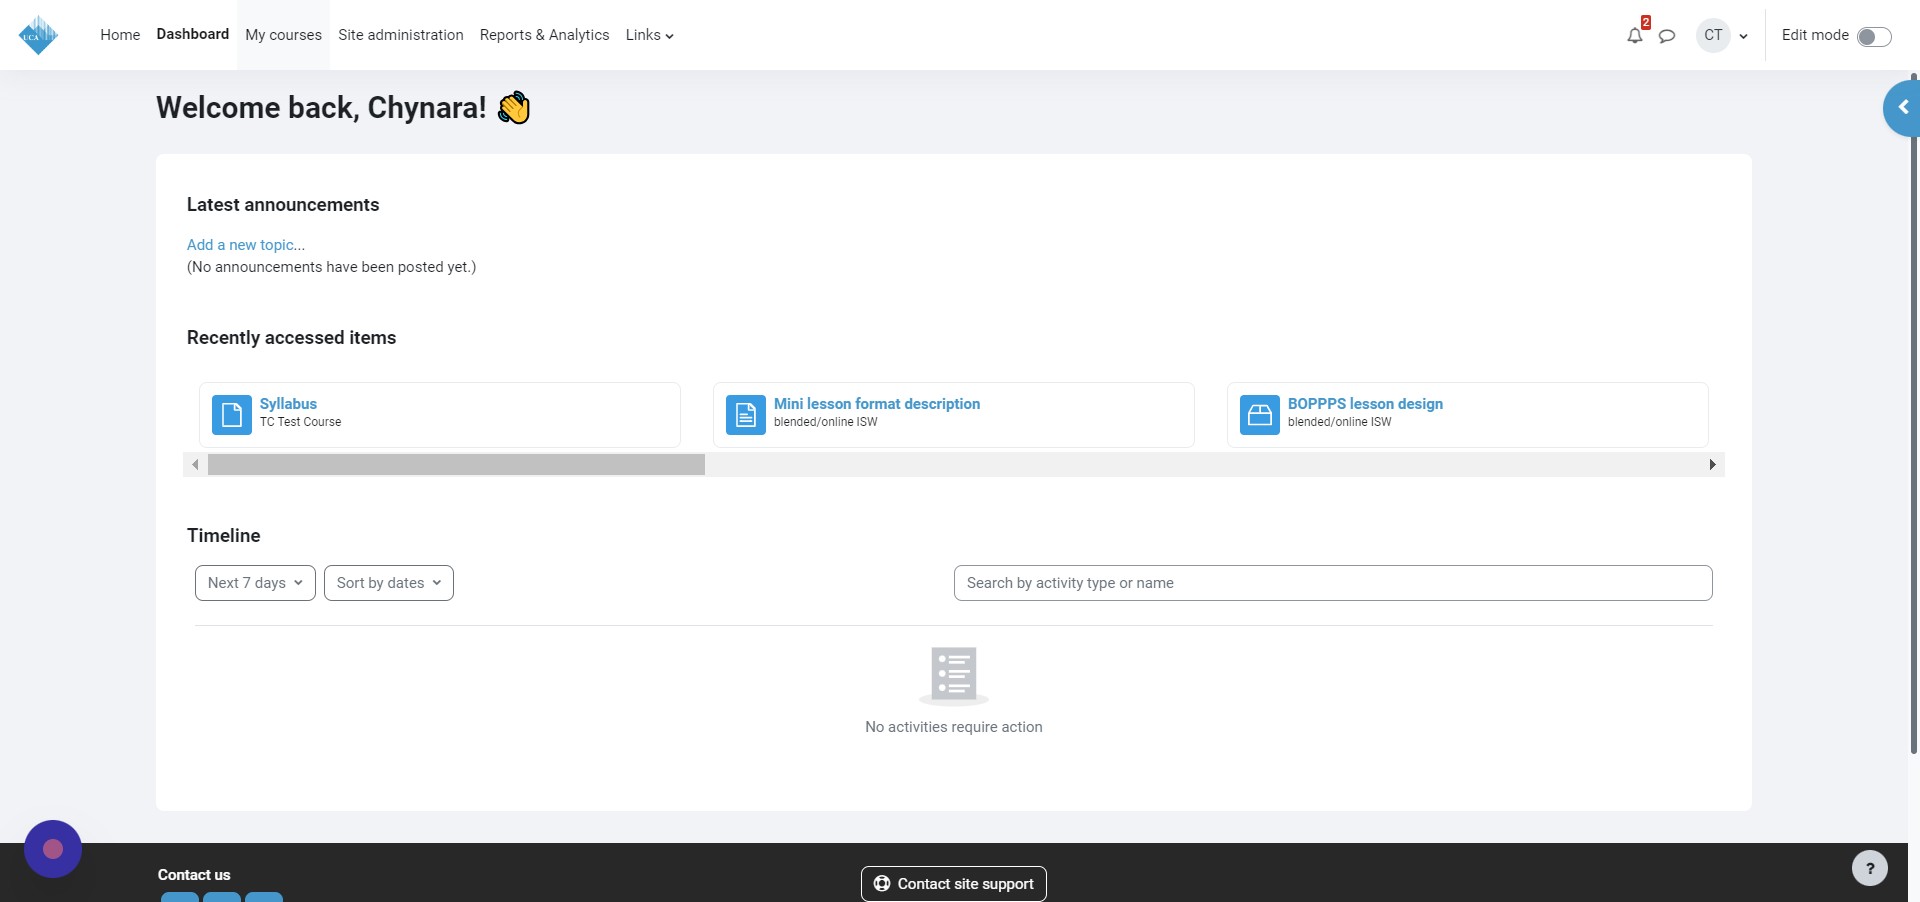 UCA
Home
Dashboard
My courses
Site administration
Reports & Analytics
Links
2
CT
Edit mode
Welcome back, Chynara! 👋
Latest announcements
Add a new topic...
(No announcements have been posted yet.)
Recently accessed items
Syllabus
TC Test Course
Mini lesson format description
blended/online ISW
BOPPPS lesson design
blended/online ISW
Timeline
Next 7 days
Sort by dates
Search by activity type or name
No activities require action
Contact us
Contact site support
?